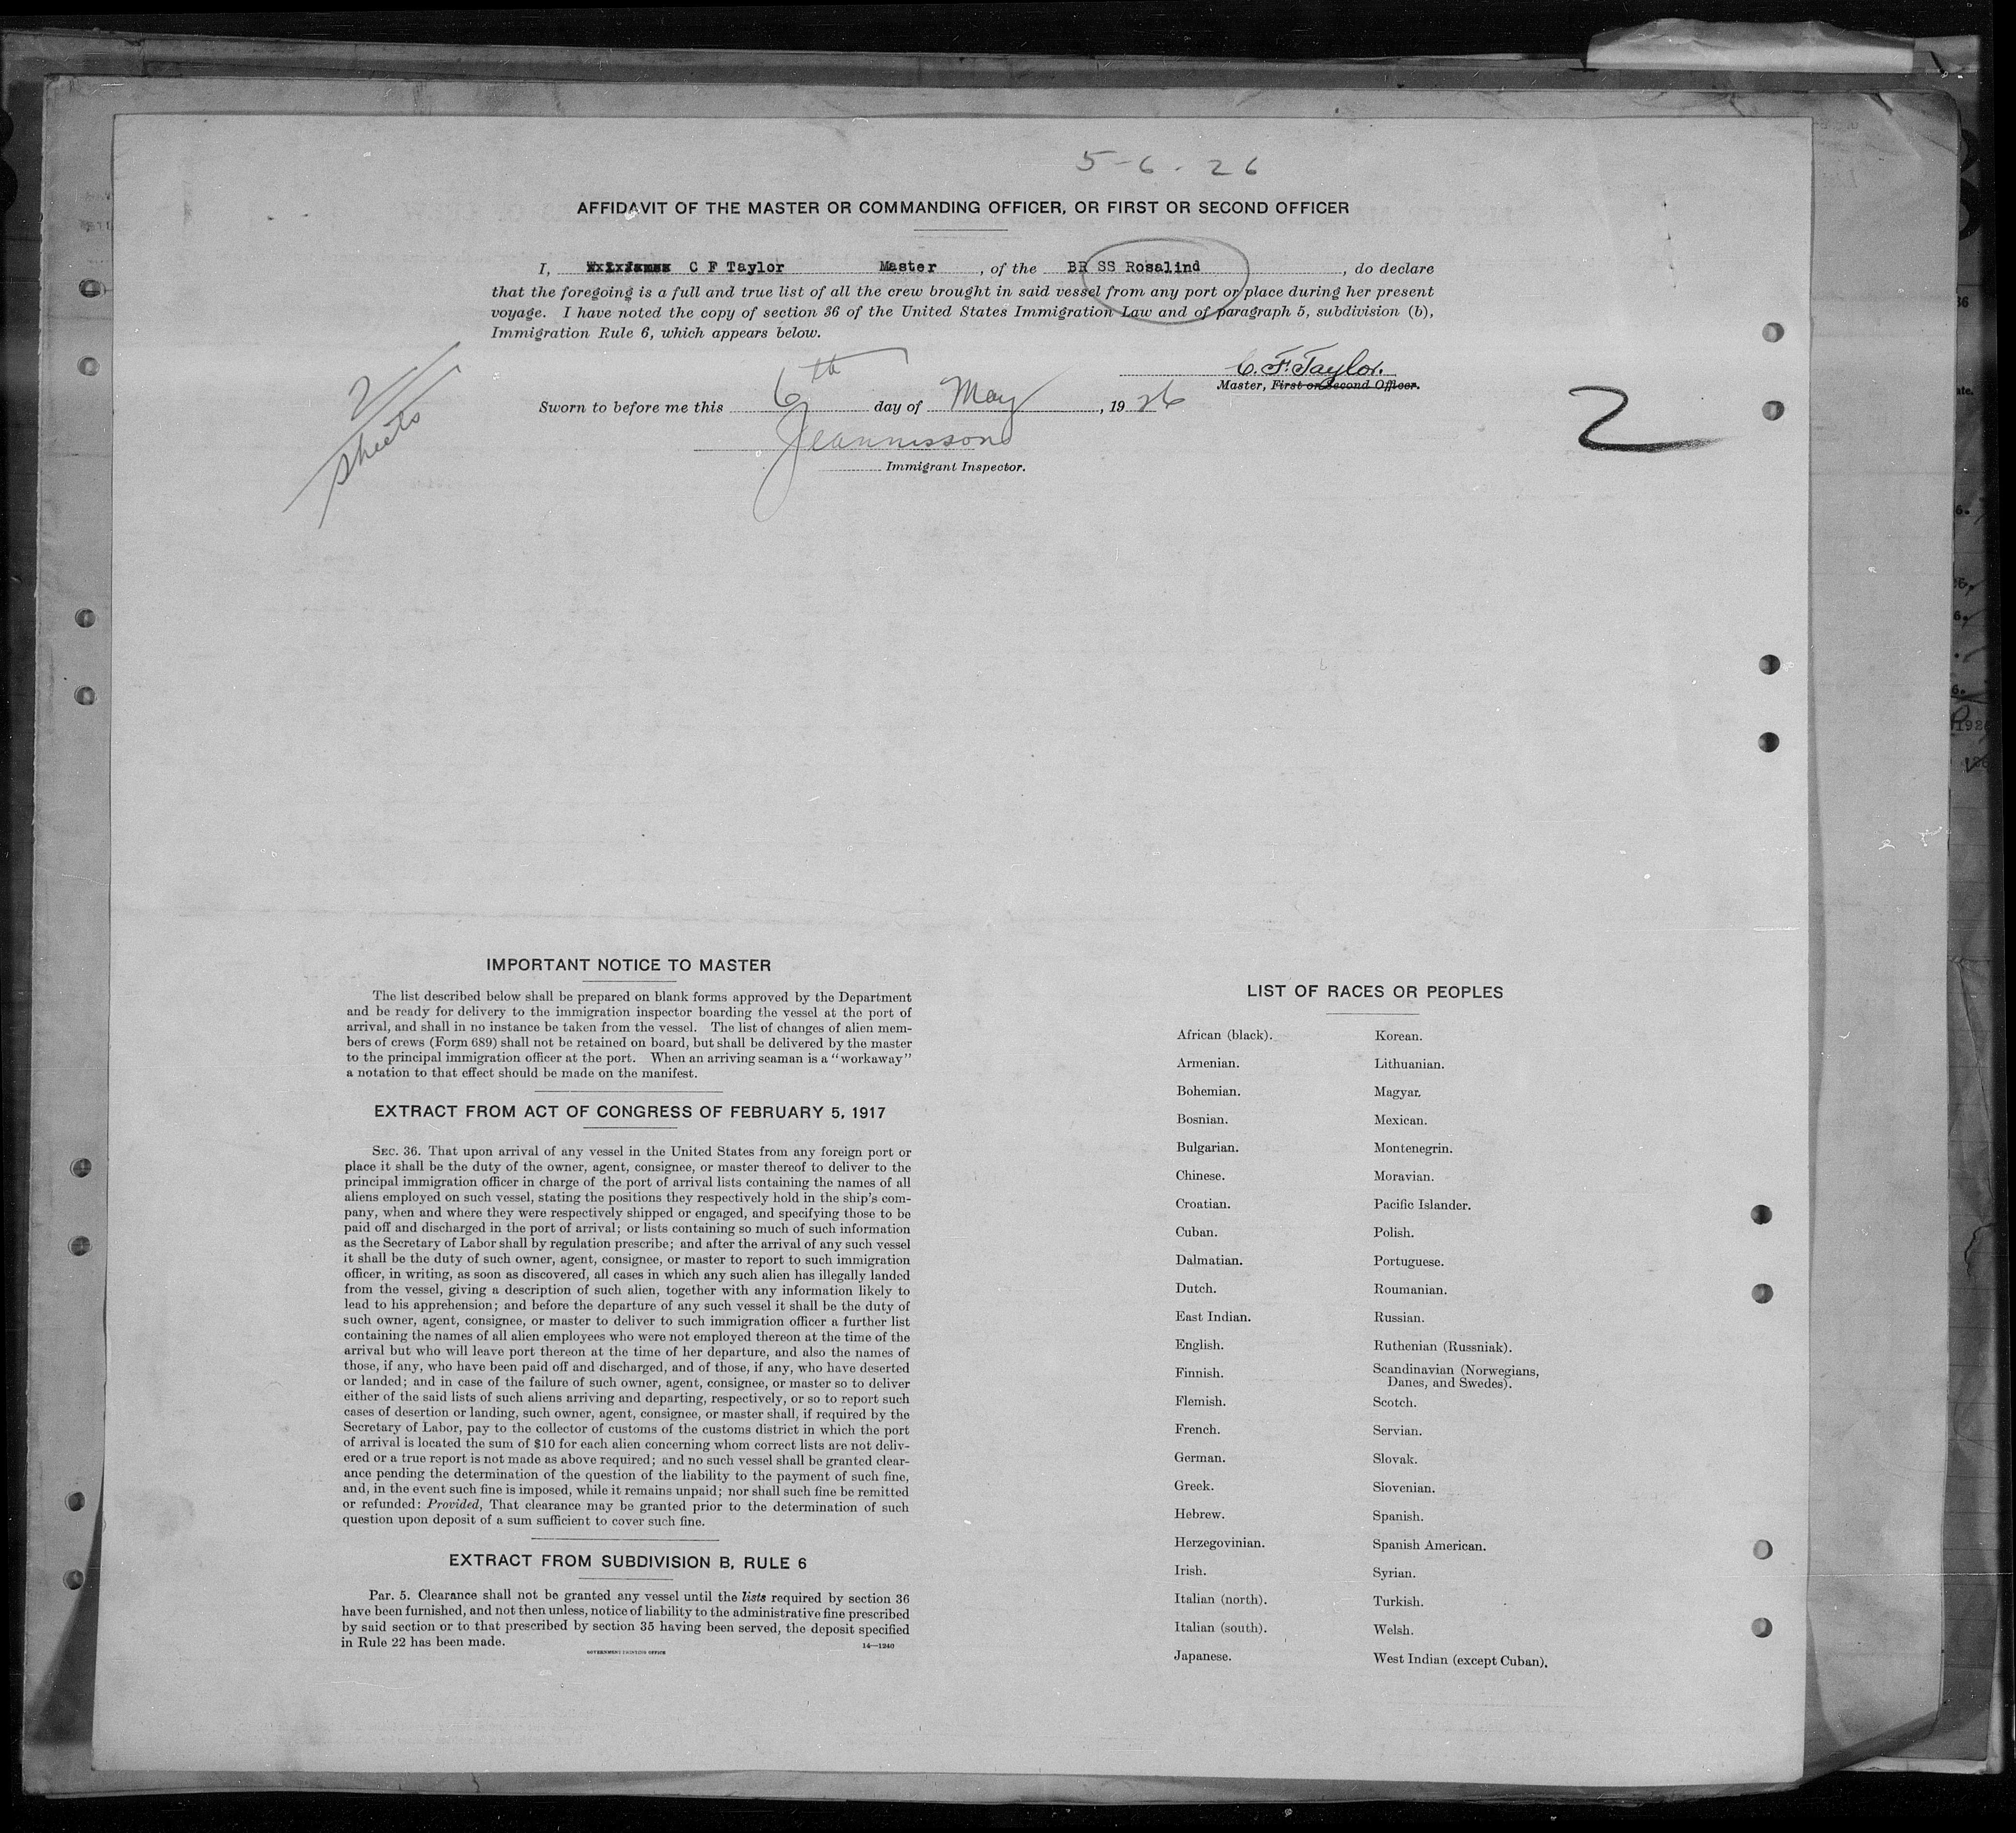 5-6-26
AFFIDAVIT OF THE MASTER OR COMMANDING OFFICER, OR FIRST OR SECOND OFFICER
I, C F Taylor Master, of the BR SS Rosalind, do declare
that the foregoing is a full and true list of all the crew brought in said vessel from any port or place during her present
voyage. I have noted the copy of section 36 of the United States Immigration Law and of paragraph 5, subdivision (b),
Immigration Rule 6, which appears below.
C. F. Taylor.
Master, First or Second Officer.
2 sheets
Sworn to before me this 6th day of May, 1926
2
Immigrant Inspector.
IMPORTANT NOTICE TO MASTER
The list described below shall be prepared on blank forms approved by the Department
and be ready for delivery to the immigration inspector boarding the vessel at the port of
arrival, and shall in no instance be taken from the vessel. The list of changes of alien mem-
bers of crews (Form 689) shall not be retained on board, but shall be delivered by the master
to the principal immigration officer at the port. When an arriving seaman is a "workaway"
a notation to that effect should be made on the manifest.
EXTRACT FROM ACT OF CONGRESS OF FEBRUARY 5, 1917
SEC. 36. That upon arrival of any vessel in the United States from any foreign port or
place it shall be the duty of the owner, agent, consignee, or master thereof to deliver to the
principal immigration officer in charge of the port of arrival lists containing the names of all
aliens employed on such vessel, stating the positions they respectively hold in the ship's com-
pany, when and where they were respectively shipped or engaged, and specifying those to be
paid off and discharged in the port of arrival; or lists containing so much of such information
as the Secretary of Labor shall by regulation prescribe; and after the arrival of any such vessel
it shall be the duty of such owner, agent, consignee, or master to report to such immigration
officer, in writing, as soon as discovered, all cases in which any such alien has illegally landed
from the vessel, giving a description of such alien, together with any information likely to
lead to his apprehension; and before the departure of any such vessel it shall be the duty of
such owner, agent, consignee, or master to deliver to such immigration officer a further list
containing the names of all alien employees who were not employed thereon at the time of the
arrival but who will leave port thereon at the time of her departure, and also the names of
those, if any, who have been paid off and discharged, and of those, if any, who have deserted
or landed; and in case of the failure of such owner, agent, consignee, or master so to deliver
either of the said lists of such aliens arriving and departing, respectively, or so to report such
cases of desertion or landing, such owner, agent, consignee, or master shall, if required by the
Secretary of Labor, pay to the collector of customs of the customs district in which the port
of arrival is located the sum of $10 for each alien concerning whom correct lists are not deliv-
ered or a true report is not made as above required; and no such vessel shall be granted clear-
ance pending the determination of the question of the liability to the payment of such fine,
and, in the event such fine is imposed, while it remains unpaid; nor shall such fine be remitted
or refunded: Provided, That clearance may be granted prior to the determination of such
question upon deposit of a sum sufficient to cover such fine.
EXTRACT FROM SUBDIVISION B, RULE 6
Par. 5. Clearance shall not be granted any vessel until the lists required by section 36
have been furnished, and not then unless, notice of liability to the administrative fine prescribed
by said section or to that prescribed by section 35 having been served, the deposit specified
in Rule 22 has been made.
14—1240
GOVERNMENT PRINTING OFFICE
LIST OF RACES OR PEOPLES
African (black).
Armenian.
Bohemian.
Bosnian.
Bulgarian.
Chinese.
Croatian.
Cuban.
Dalmatian.
Dutch.
East Indian.
English.
Finnish.
Flemish.
French.
German.
Greek.
Hebrew.
Herzegovinian.
Irish.
Italian (north).
Italian (south).
Japanese.
Korean.
Lithuanian.
Magyar.
Mexican.
Montenegrin.
Moravian.
Pacific Islander.
Polish.
Portuguese.
Roumanian.
Russian.
Ruthenian (Russniak).
Scandinavian (Norwegians,
Danes, and Swedes).
Scotch.
Servian.
Slovak.
Slovenian.
Spanish.
Spanish American.
Syrian.
Turkish.
Welsh.
West Indian (except Cuban).